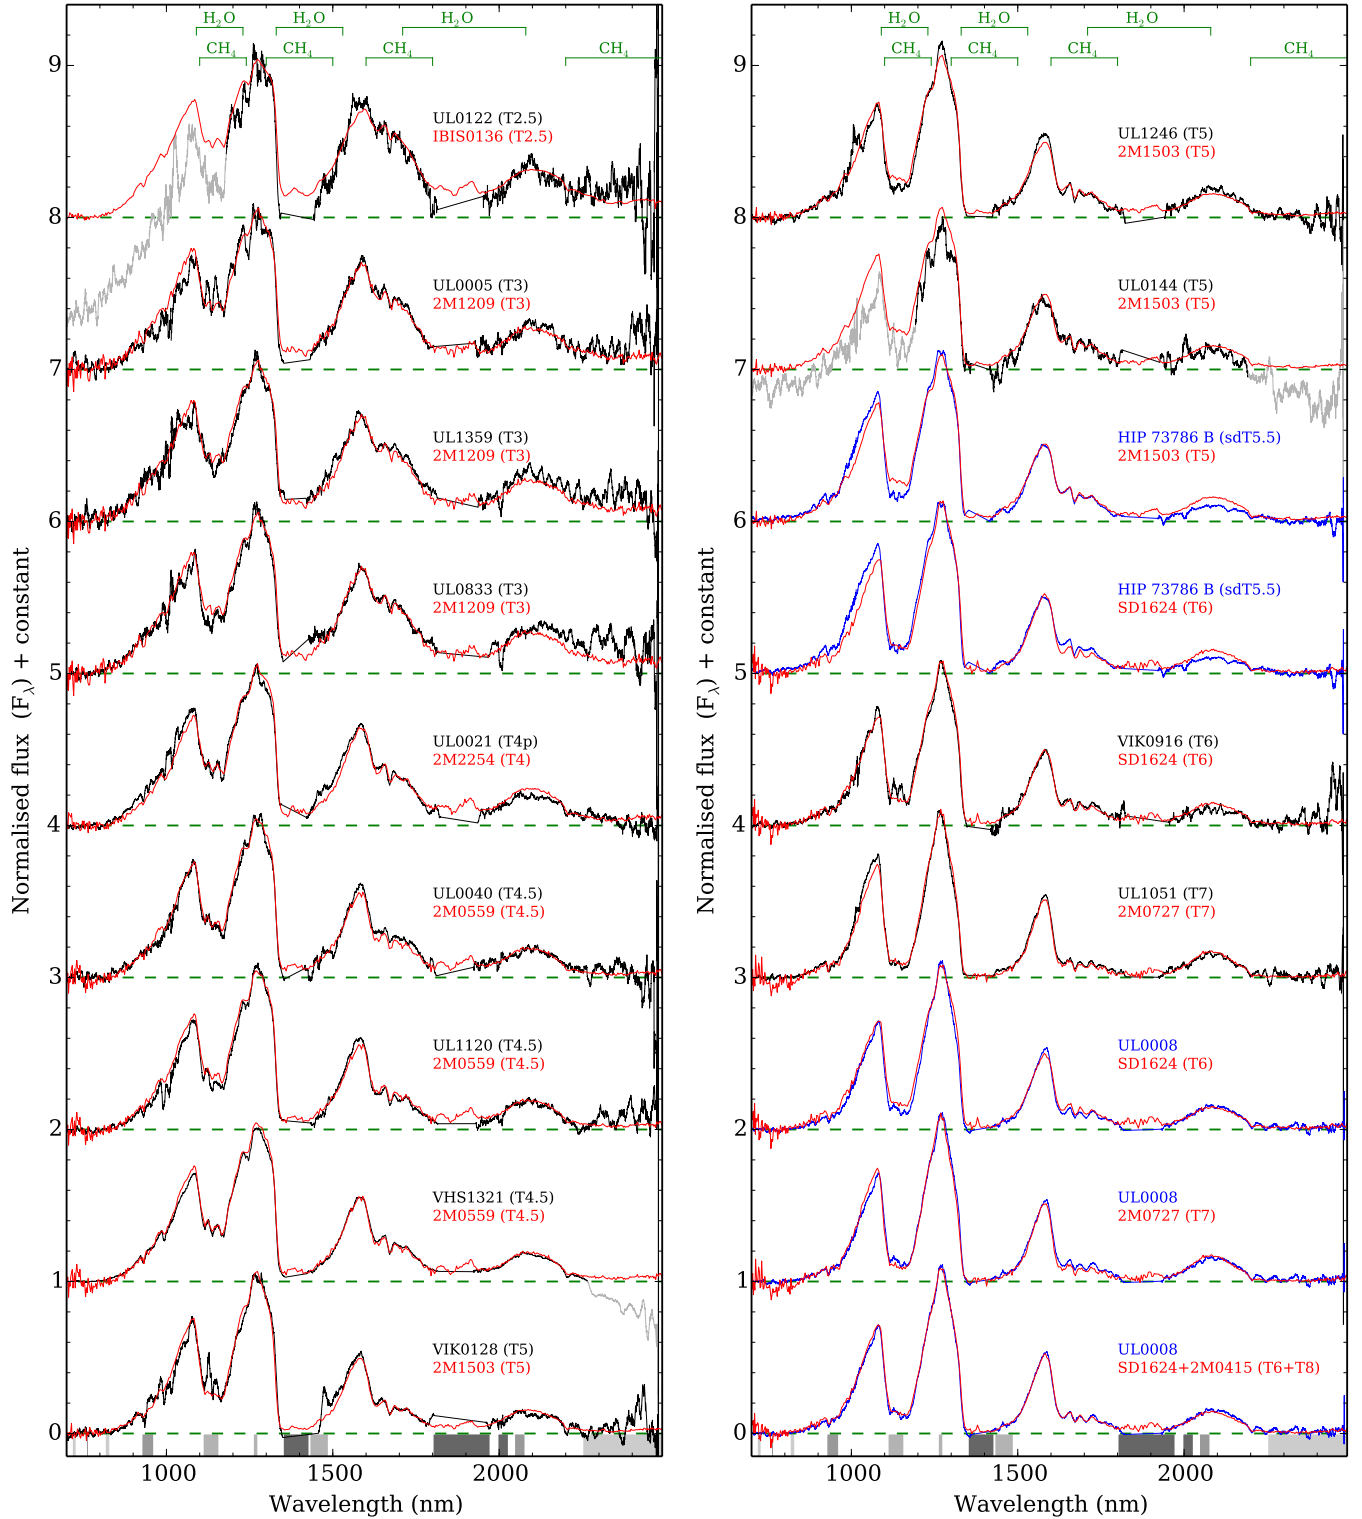 H₂O H₂O H₂O
CH₄ CH₄ CH₄ CH₄
9
8
7
6
5
4
3
2
1
0
UL0122 (T2.5)
IBIS0136 (T2.5)
UL0005 (T3)
2M1209 (T3)
UL1359 (T3)
2M1209 (T3)
UL0833 (T3)
2M1209 (T3)
UL0021 (T4p)
2M2254 (T4)
UL0040 (T4.5)
2M0559 (T4.5)
UL1120 (T4.5)
2M0559 (T4.5)
VHS1321 (T4.5)
2M0559 (T4.5)
VIK0128 (T5)
2M1503 (T5)
1000 1500 2000
Wavelength (nm)
Normalised flux (Fλ) + constant
H₂O H₂O H₂O
CH₄ CH₄ CH₄ CH₄
9
8
7
6
5
4
3
2
1
0
UL1246 (T5)
2M1503 (T5)
UL0144 (T5)
2M1503 (T5)
HIP 73786 B (sdT5.5)
2M1503 (T5)
HIP 73786 B (sdT5.5)
SD1624 (T6)
VIK0916 (T6)
SD1624 (T6)
UL1051 (T7)
2M0727 (T7)
UL0008
SD1624 (T6)
UL0008
2M0727 (T7)
UL0008
SD1624+2M0415 (T6+T8)
1000 1500 2000
Wavelength (nm)
Normalised flux (Fλ) + constant